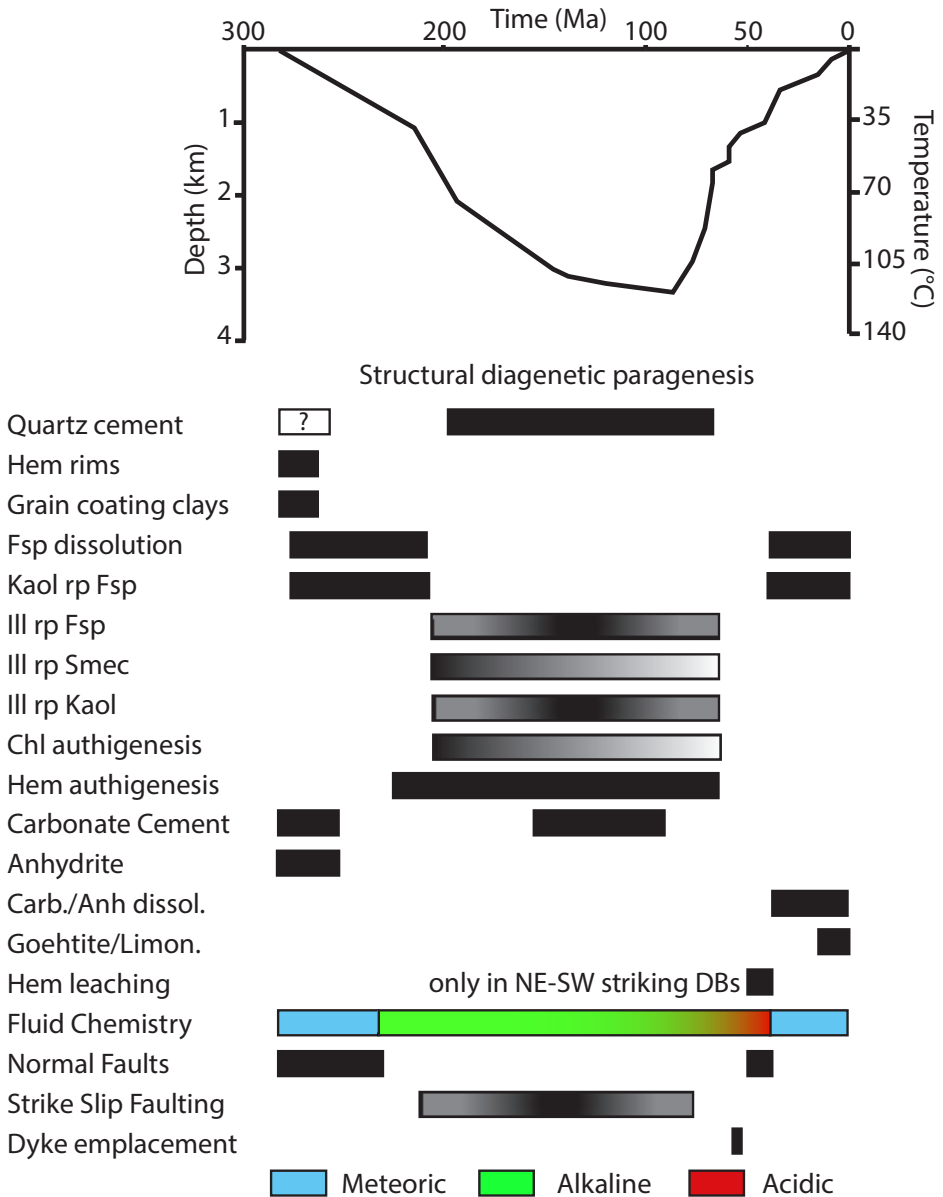 Time (Ma)
300 200 100 50 0
Depth (km)
1
2
3
4
Temperature (°C)
35
70
105
140
Structural diagenetic paragenesis
Quartz cement ?
Hem rims
Grain coating clays
Fsp dissolution
Kaol rp Fsp
Ill rp Fsp
Ill rp Smec
Ill rp Kaol
Chl authigenesis
Hem authigenesis
Carbonate Cement
Anhydrite
Carb./Anh dissol.
Goehtite/Limon.
Hem leaching only in NE-SW striking DBs
Fluid Chemistry
Normal Faults
Strike Slip Faulting
Dyke emplacement
Meteoric Alkaline Acidic